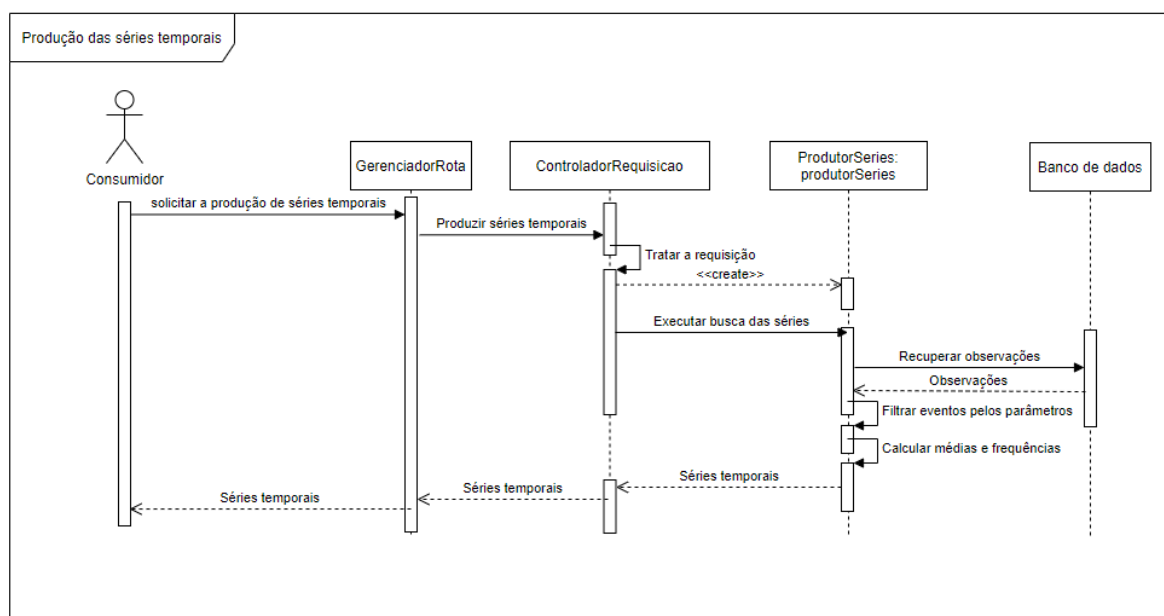 Produção das séries temporais
Consumidor
GerenciadorRota
ControladorRequisicao
ProdutorSeries:
produtorSeries
Banco de dados
solicitar a produção de séries temporais
Produzir séries temporais
Tratar a requisição
<<create>>
Executar busca das séries
Recuperar observações
Observações
Filtrar eventos pelos parâmetros
Calcular médias e frequências
Séries temporais
Séries temporais
Séries temporais